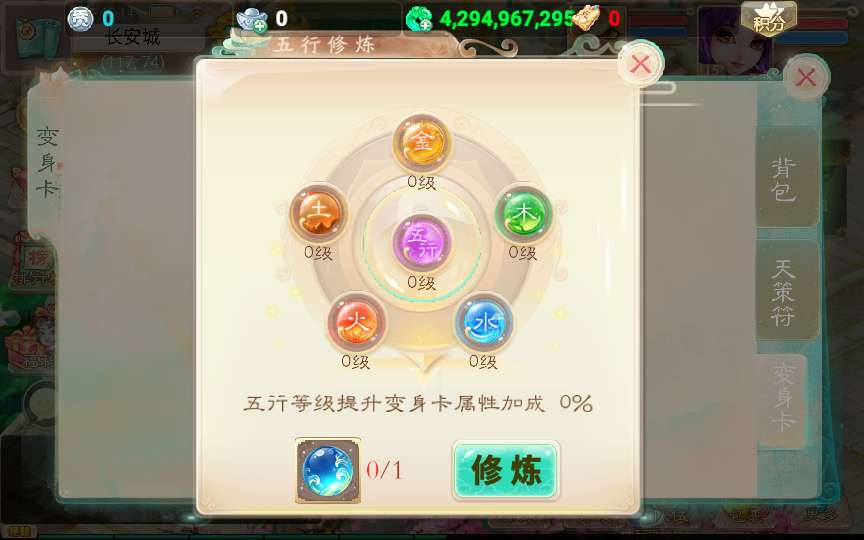 贡 0
0
4,294,967,295
0
积分
长安城
(117,74)
五行修炼
变身卡
金
0级
土
0级
木
0级
五行
0级
火
0级
水
0级
五行等级提升变身卡属性加成 0%
0/1
修炼
背包
天策符
变身卡